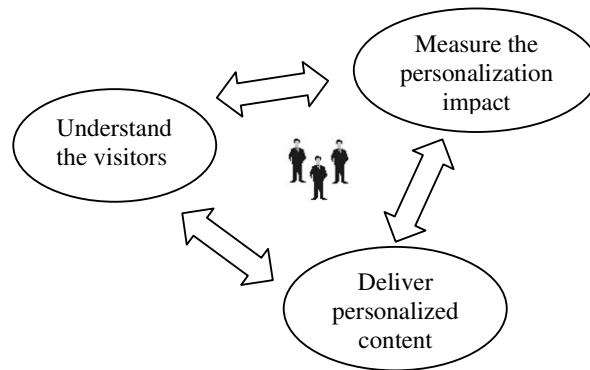 Measure the
personalization
impact
Understand
the visitors
Deliver
personalized
content